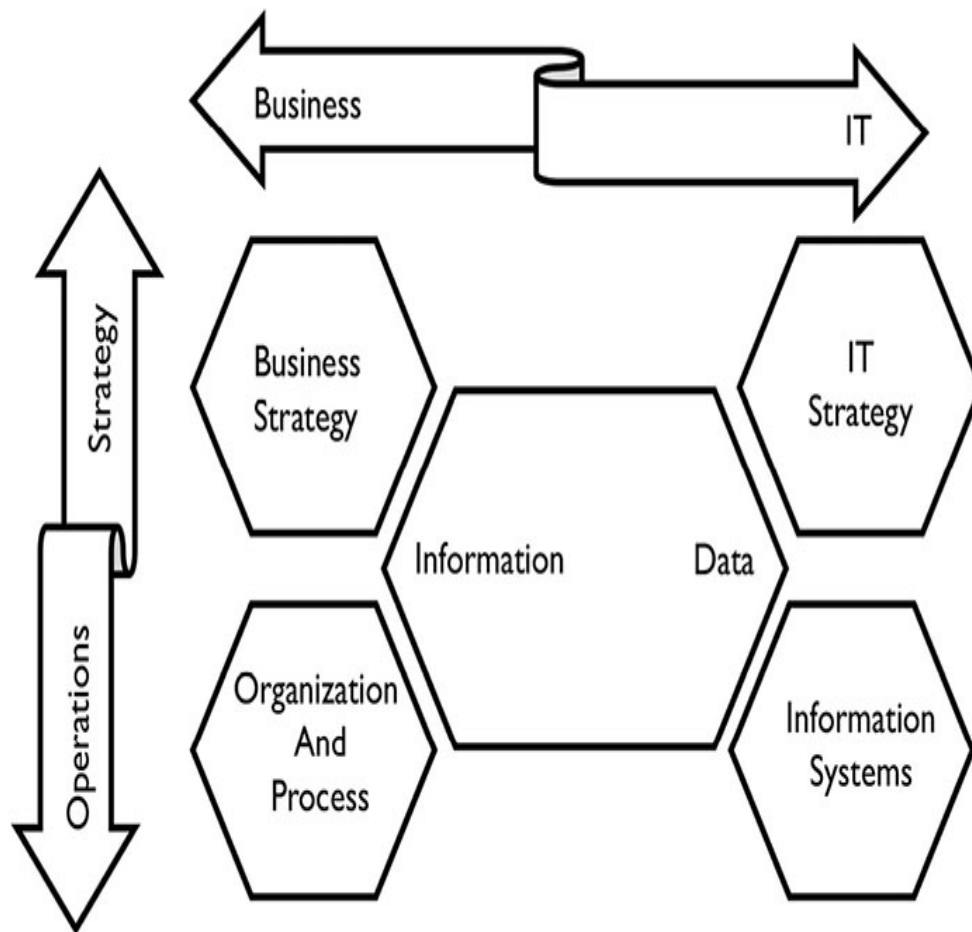 Business
IT
Strategy
Operations
Business
Strategy
IT
Strategy
Information
Data
Organization
And
Process
Information
Systems